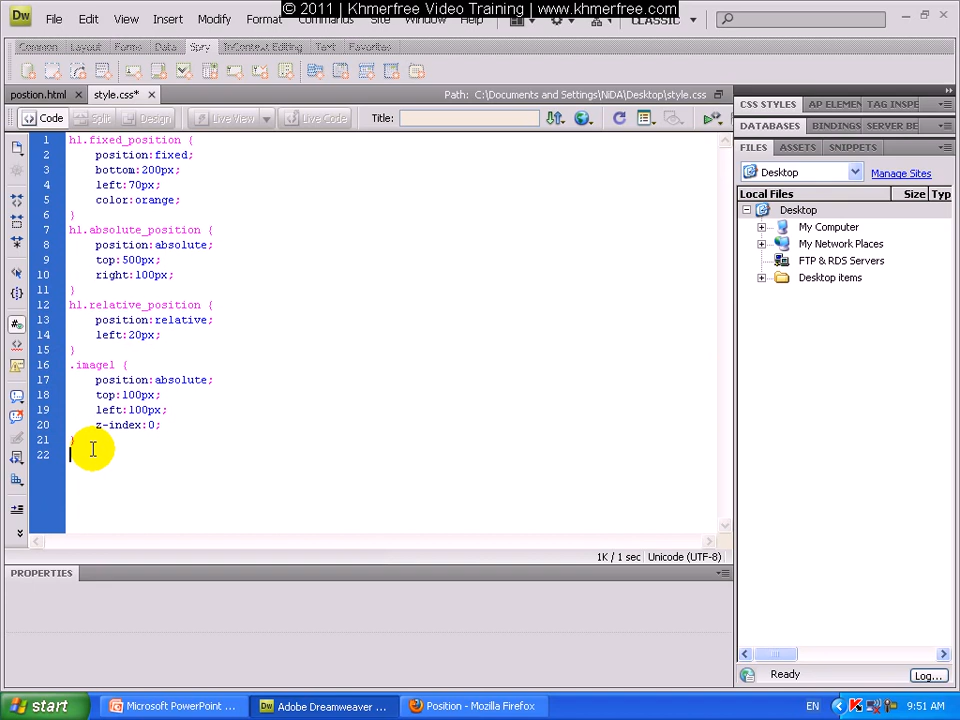 © 2011 | Khmerfree Video Training | www.khmerfree.com
Dw File Edit View Insert Modify Format Commands Site Window Help CLASSIC
Common Layout Forms Data Spry InContext Editing Text Favorites
postion.html style.css* Path: C:\Documents and Settings\NiDA\Desktop\style.css
Code Split Design Live View Live Code Title:
1 h1.fixed_position {
2 position:fixed;
3 bottom:200px;
4 left:70px;
5 color:orange;
6 }
7 h1.absolute_position {
8 position:absolute;
9 top:500px;
10 right:100px;
11 }
12 h1.relative_position {
13 position:relative;
14 left:20px;
15 }
16 .image1 {
17 position:absolute;
18 top:100px;
19 left:100px;
20 z-index:0;
21 }
22
1K / 1 sec Unicode (UTF-8)
PROPERTIES
CSS STYLES AP ELEMEN TAG INSPE
DATABASES BINDINGS SERVER BE
FILES ASSETS SNIPPETS
Desktop Manage Sites
Local Files Size Typ
Desktop
My Computer
My Network Places
FTP & RDS Servers
Desktop items
Ready Log...
start Microsoft PowerPoint ... Adobe Dreamweaver ... Position - Mozilla Firefox EN 9:51 AM